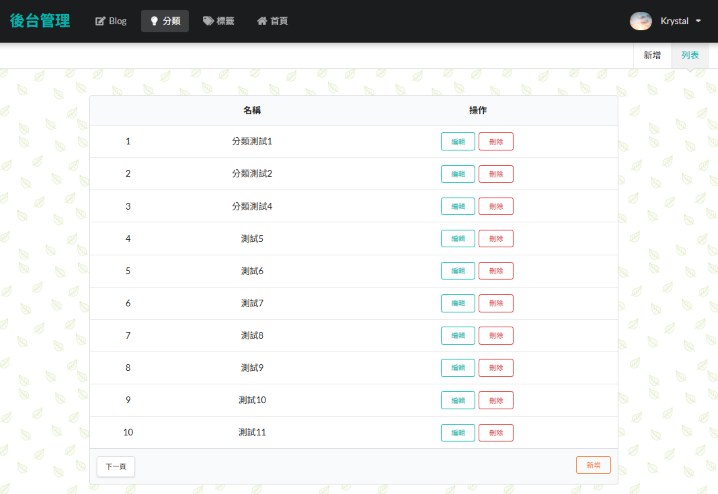 後台管理 Blog 分類 標籤 首頁 Krystal
新增 列表
名稱 操作
1 分類測試1 編輯 刪除
2 分類測試2 編輯 刪除
3 分類測試4 編輯 刪除
4 測試5 編輯 刪除
5 測試6 編輯 刪除
6 測試7 編輯 刪除
7 測試8 編輯 刪除
8 測試9 編輯 刪除
9 測試10 編輯 刪除
10 測試11 編輯 刪除
下一頁 新增